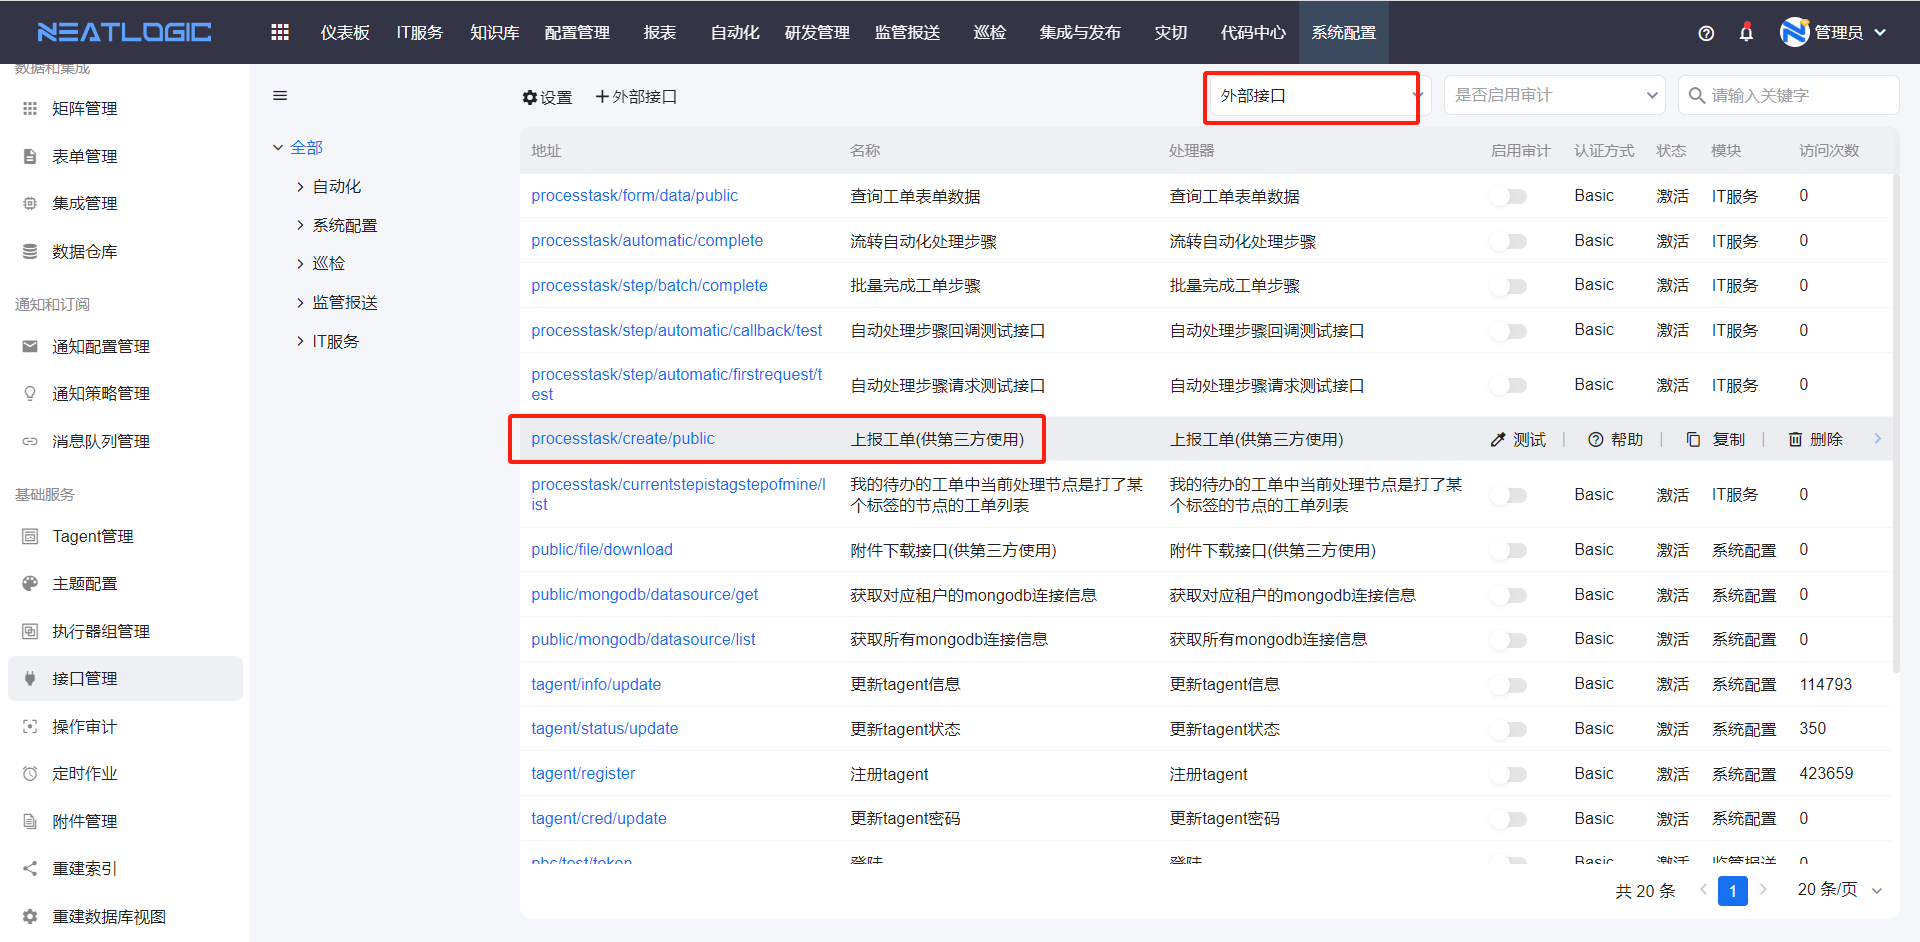 NEATLOGIC
仪表板
IT服务
知识库
配置管理
报表
自动化
研发管理
监管报送
巡检
集成与发布
灾切
代码中心
系统配置
管理员
数据和集成
矩阵管理
表单管理
集成管理
数据仓库
通知和订阅
通知配置管理
通知策略管理
消息队列管理
基础服务
Tagent管理
主题配置
执行器组管理
接口管理
操作审计
定时作业
附件管理
重建索引
重建数据库视图
全部
自动化
系统配置
巡检
监管报送
IT服务
设置
外部接口
外部接口
是否启用审计
请输入关键字
地址 名称 处理器 启用审计 认证方式 状态 模块 访问次数
processtask/form/data/public 查询工单表单数据 查询工单表单数据 Basic 激活 IT服务 0
processtask/automatic/complete 流转自动化处理步骤 流转自动化处理步骤 Basic 激活 IT服务 0
processtask/step/batch/complete 批量完成工单步骤 批量完成工单步骤 Basic 激活 IT服务 0
processtask/step/automatic/callback/test 自动处理步骤回调测试接口 自动处理步骤回调测试接口 Basic 激活 IT服务 0
processtask/step/automatic/firstrequest/t
est
自动处理步骤请求测试接口 自动处理步骤请求测试接口 Basic 激活 IT服务 0
processtask/create/public 上报工单(供第三方使用) 上报工单(供第三方使用) 测试 帮助 复制 删除
processtask/currentstepistagstepofmine/l
ist
我的待办的工单中当前处理节点是打了某
个标签的节点的工单列表
我的待办的工单中当前处理节点是打了某
个标签的节点的工单列表
Basic 激活 IT服务 0
public/file/download 附件下载接口(供第三方使用) 附件下载接口(供第三方使用) Basic 激活 系统配置 0
public/mongodb/datasource/get 获取对应租户的mongodb连接信息 获取对应租户的mongodb连接信息 Basic 激活 系统配置 0
public/mongodb/datasource/list 获取所有mongodb连接信息 获取所有mongodb连接信息 Basic 激活 系统配置 0
tagent/info/update 更新tagent信息 更新tagent信息 Basic 激活 系统配置 114793
tagent/status/update 更新tagent状态 更新tagent状态 Basic 激活 系统配置 350
tagent/register 注册tagent 注册tagent Basic 激活 系统配置 423659
tagent/cred/update 更新tagent密码 更新tagent密码 Basic 激活 系统配置 0
pbc/test/token 登陆 登陆 Basic 激活 监管报送 0
共 20 条
1
20 条/页